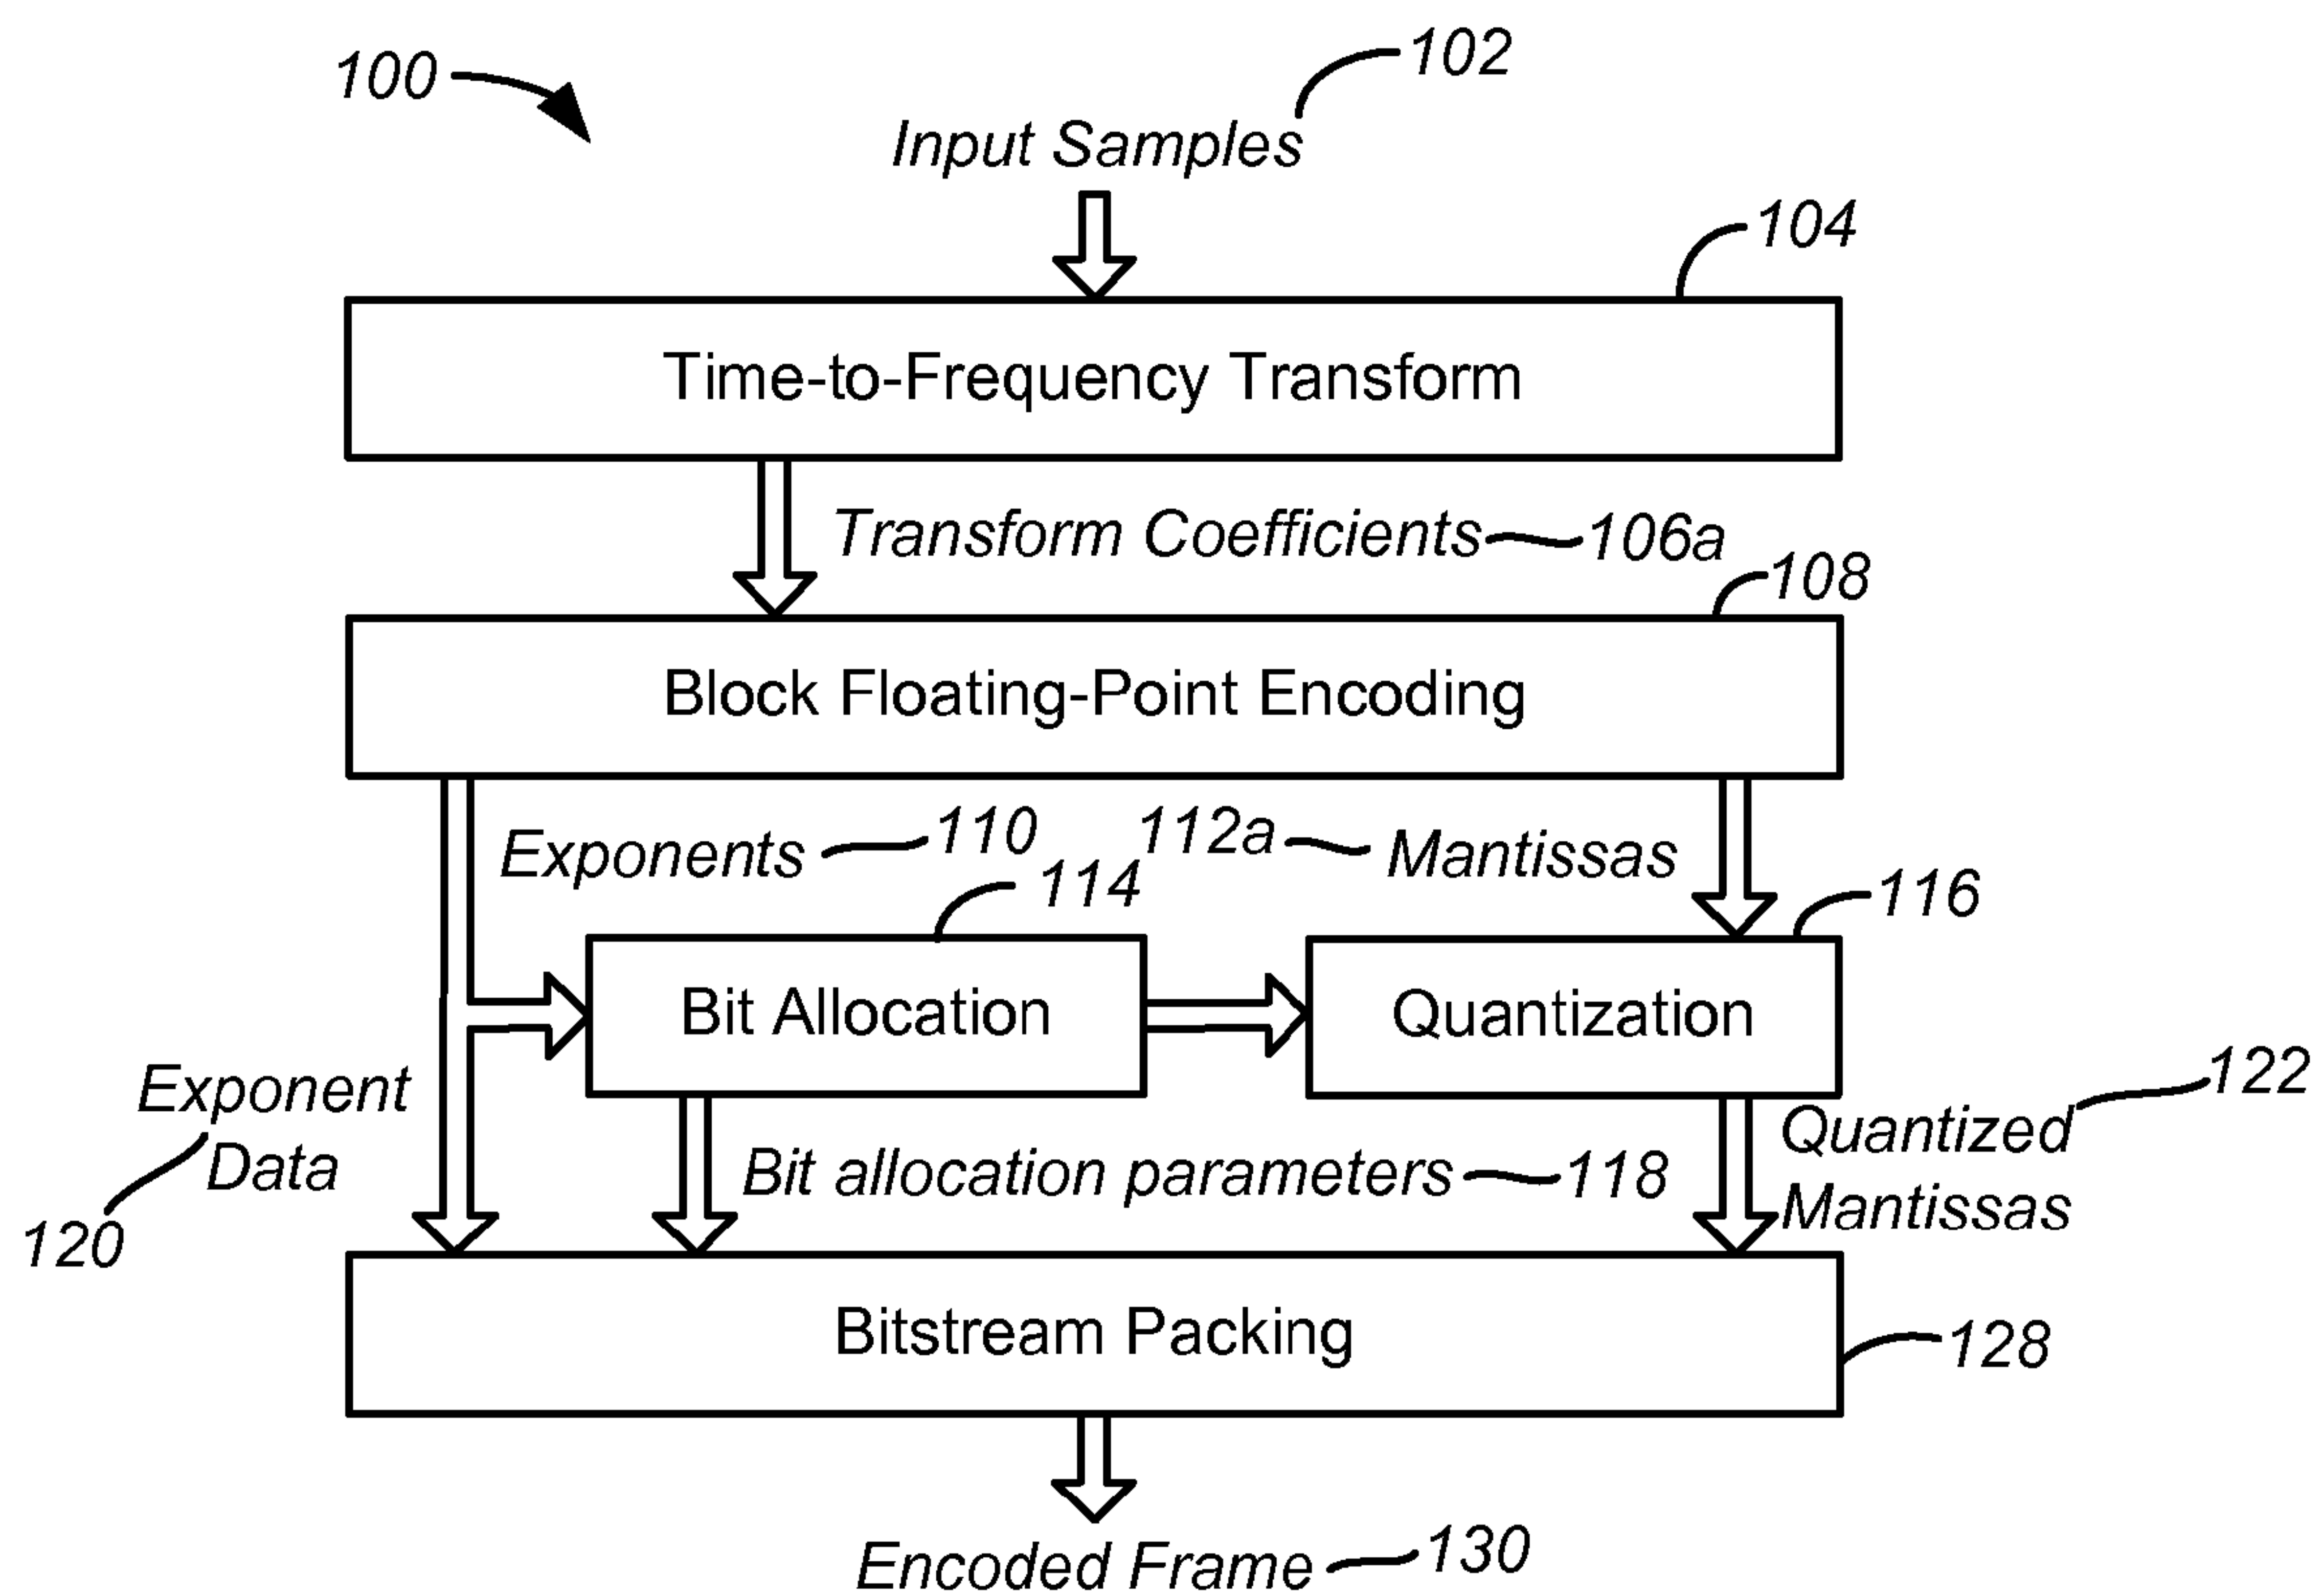 100
102
Input Samples
104
Time-to-Frequency Transform
Transform Coefficients 106a
108
Block Floating-Point Encoding
Exponents 110
112a Mantissas
114
116
Bit Allocation
Quantization
Exponent
Data
120
Bit allocation parameters 118
122
Quantized
Mantissas
Bitstream Packing
128
Encoded Frame 130